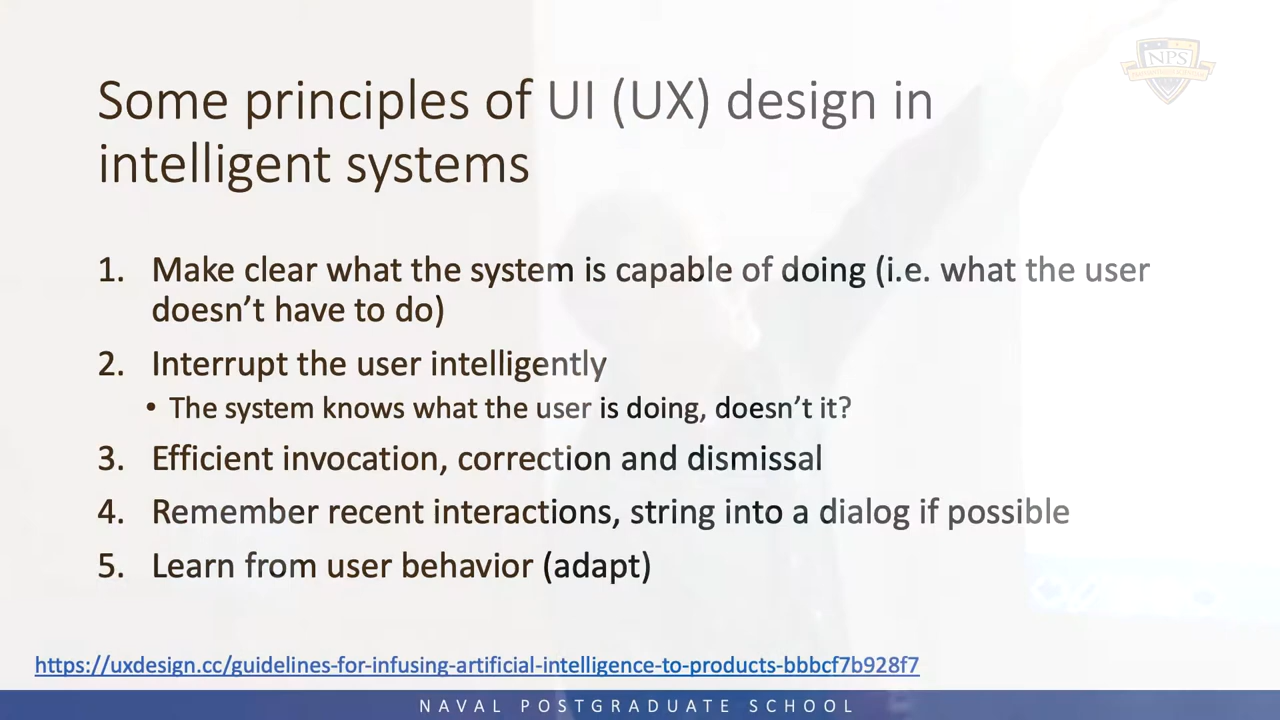 NPS
Some principles of UI (UX) design in
intelligent systems
1. Make clear what the system is capable of doing (i.e. what the user
doesn't have to do)
2. Interrupt the user intelligently
• The system knows what the user is doing, doesn't it?
3. Efficient invocation, correction and dismissal
4. Remember recent interactions, string into a dialog if possible
5. Learn from user behavior (adapt)
https://uxdesign.cc/guidelines-for-infusing-artificial-intelligence-to-products-bbbcf7b928f7
NAVAL POSTGRADUATE SCHOOL